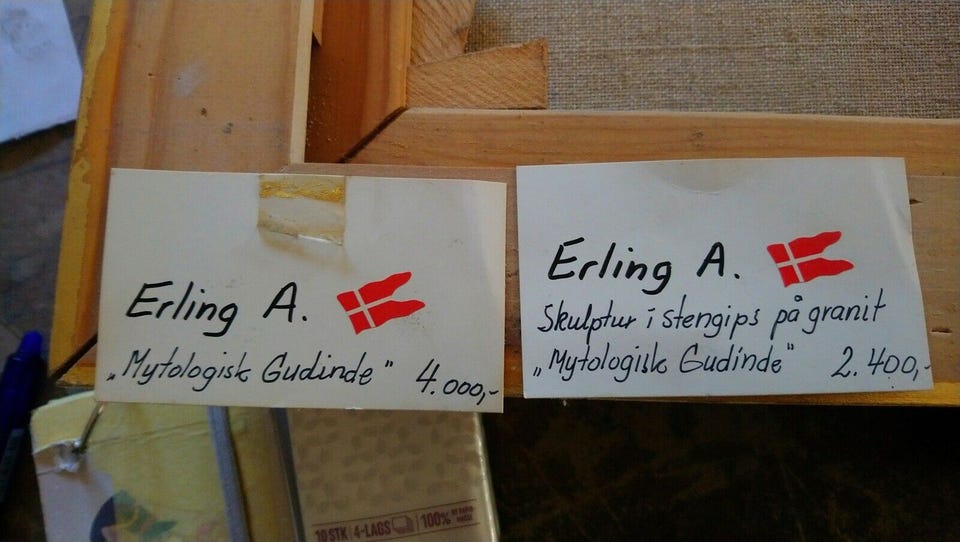 Erling A.
„Mytologisk Gudinde" 4.000,-
Erling A.
Skulptur i stengips på granit
„Mytologisk Gudinde" 2.400,-
10 STK 4-LAGS 100%